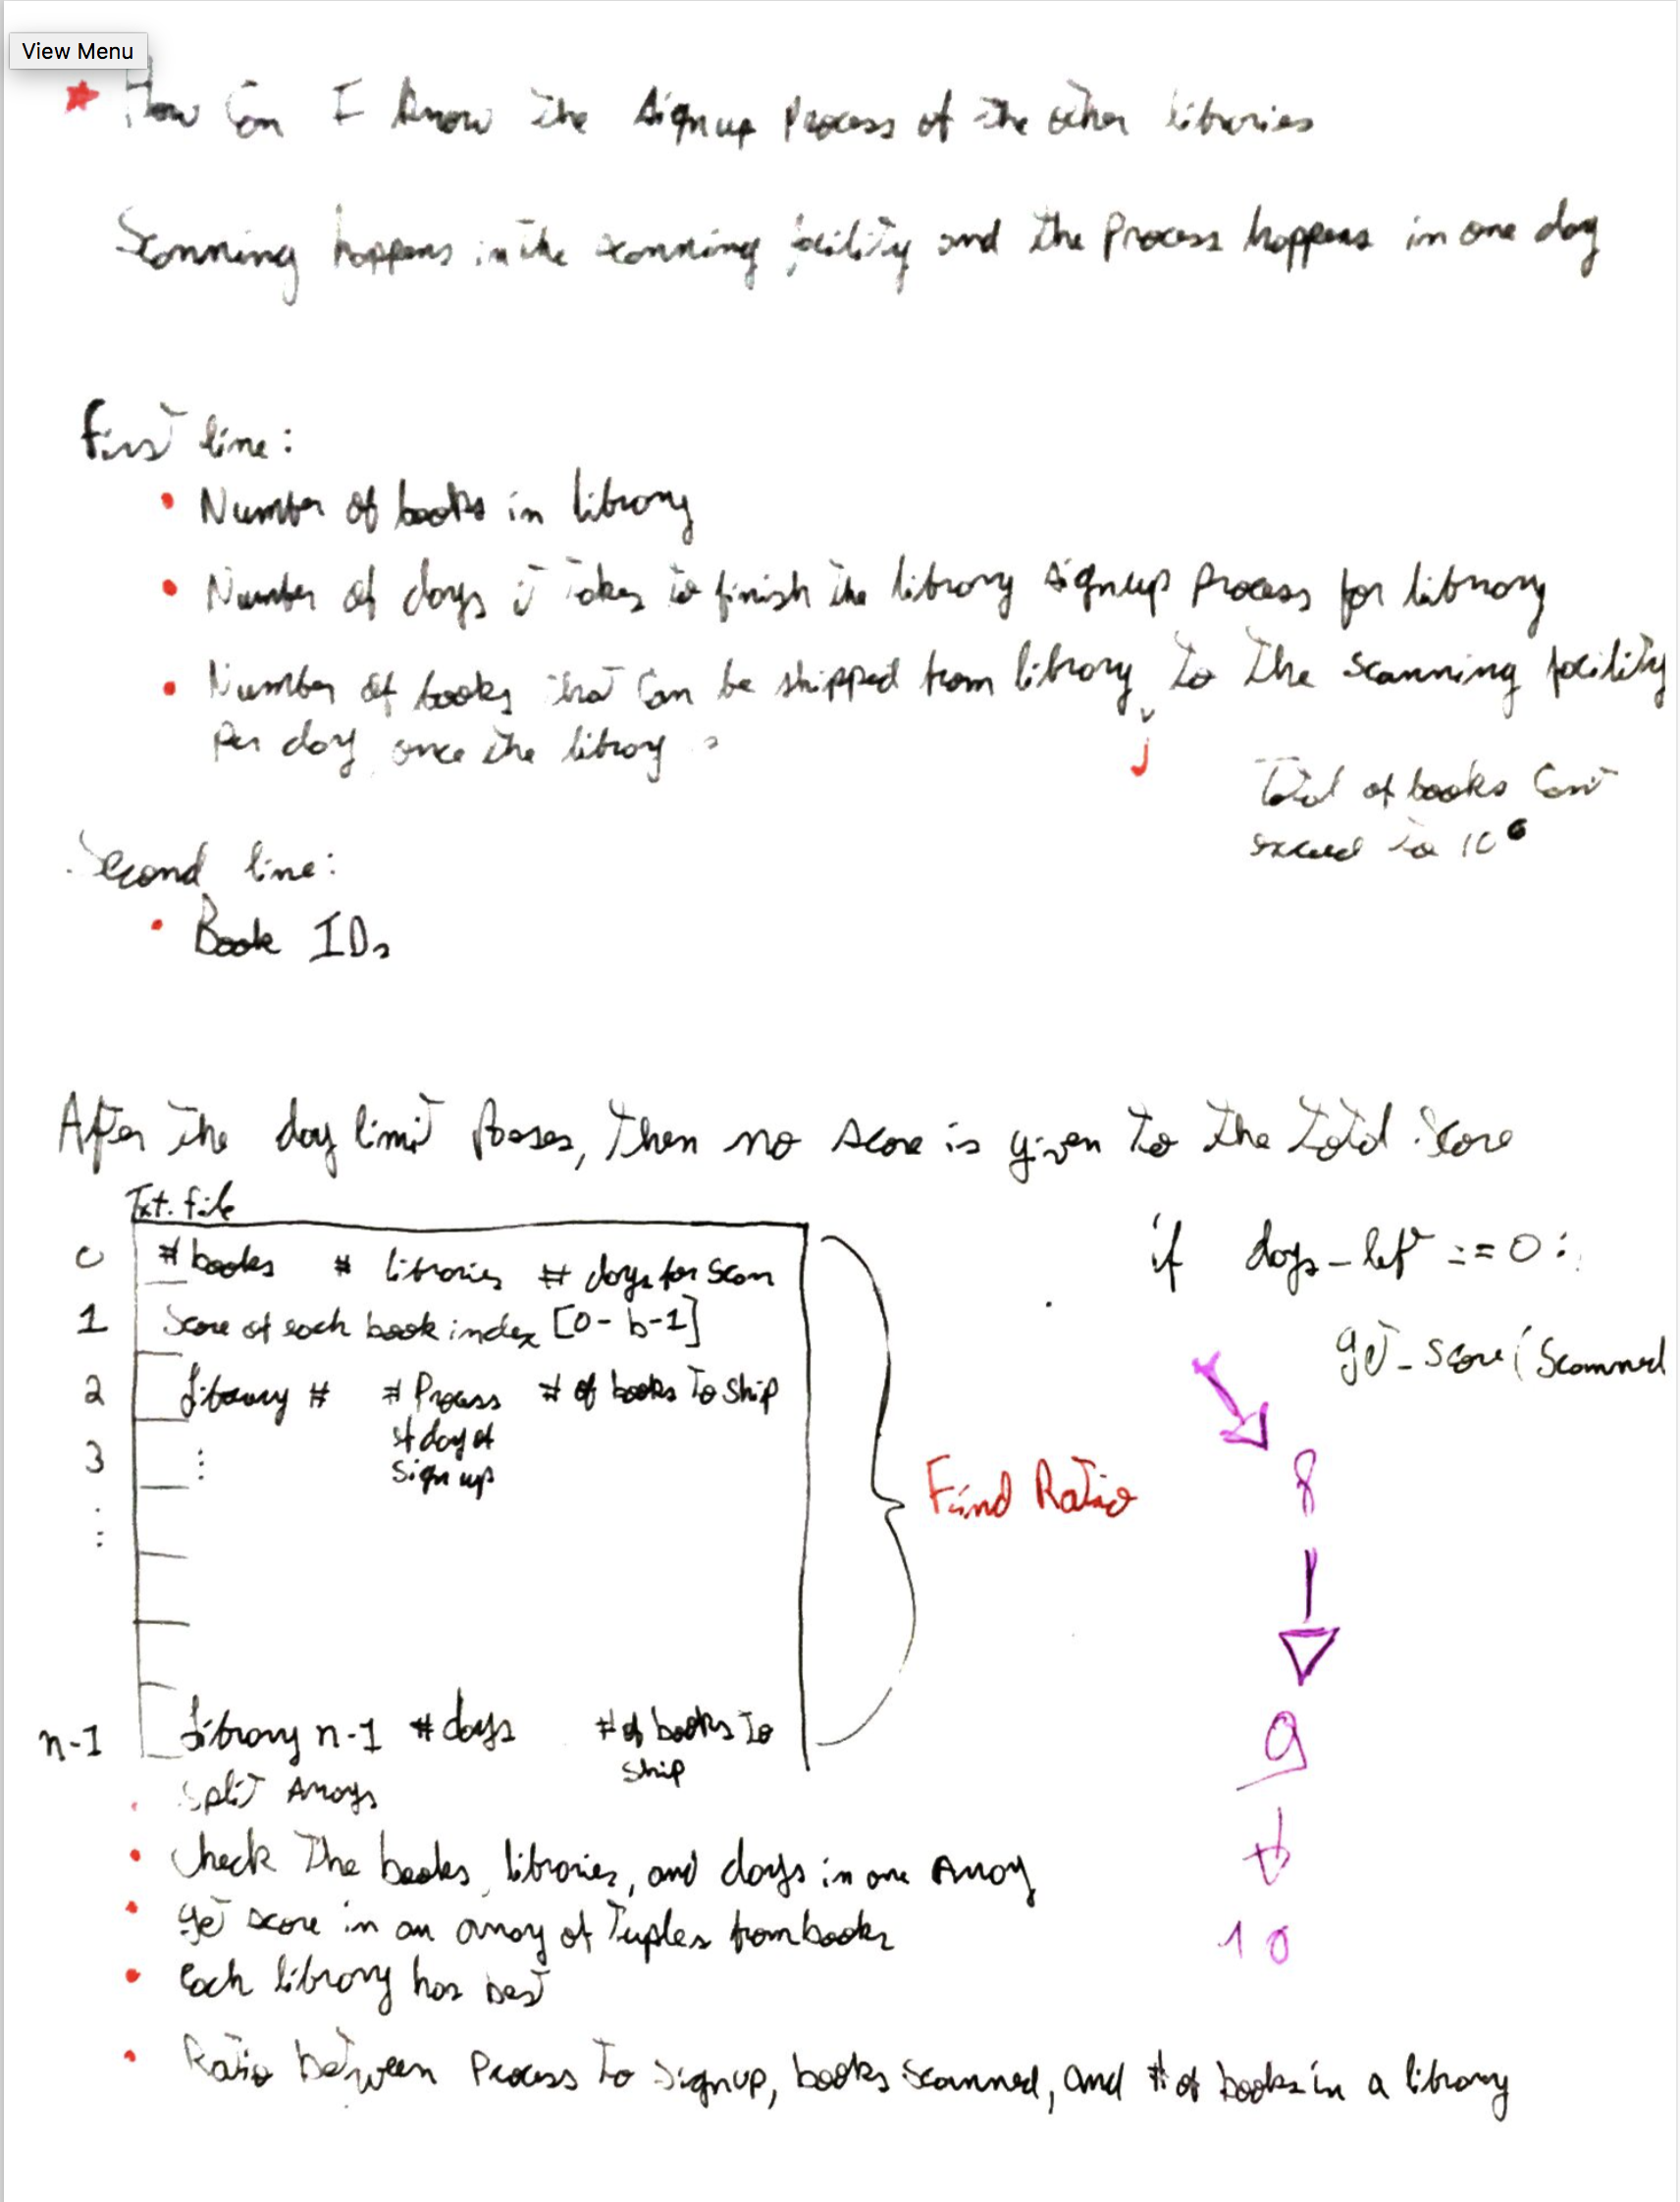 View Menu
How Can I know the signup Process of the other libraries
Scanning happens in the scanning facility and the Process happens in one day
First line:
• Number of books in library
• Number of days it takes to finish the library signup Process for library
• Number of books that can be shipped from library to the scanning facility
Per day once the library
Total of books Can't
exceed to 10⁶
Second line:
• Book IDs
After the day limit Passes, then no score is given to the total Score
Txt. file
0 # books # libraries # days for Scan
1 Score of each book index [0 - b-1]
2 Library # # Process # of books to ship
of day of
sign up
3 ⋮
⋮
n-1 Library n-1 # days # of books to
ship
Find Ratio
if days_left == 0:
get_score(Scanned
8
9
10
• Split Arrays
• Check The books, libraries, and days in one Array
• get score in an array of Tuples from books
• Each library has best
• Ratio between Process to signup, books scanned, and # of books in a library